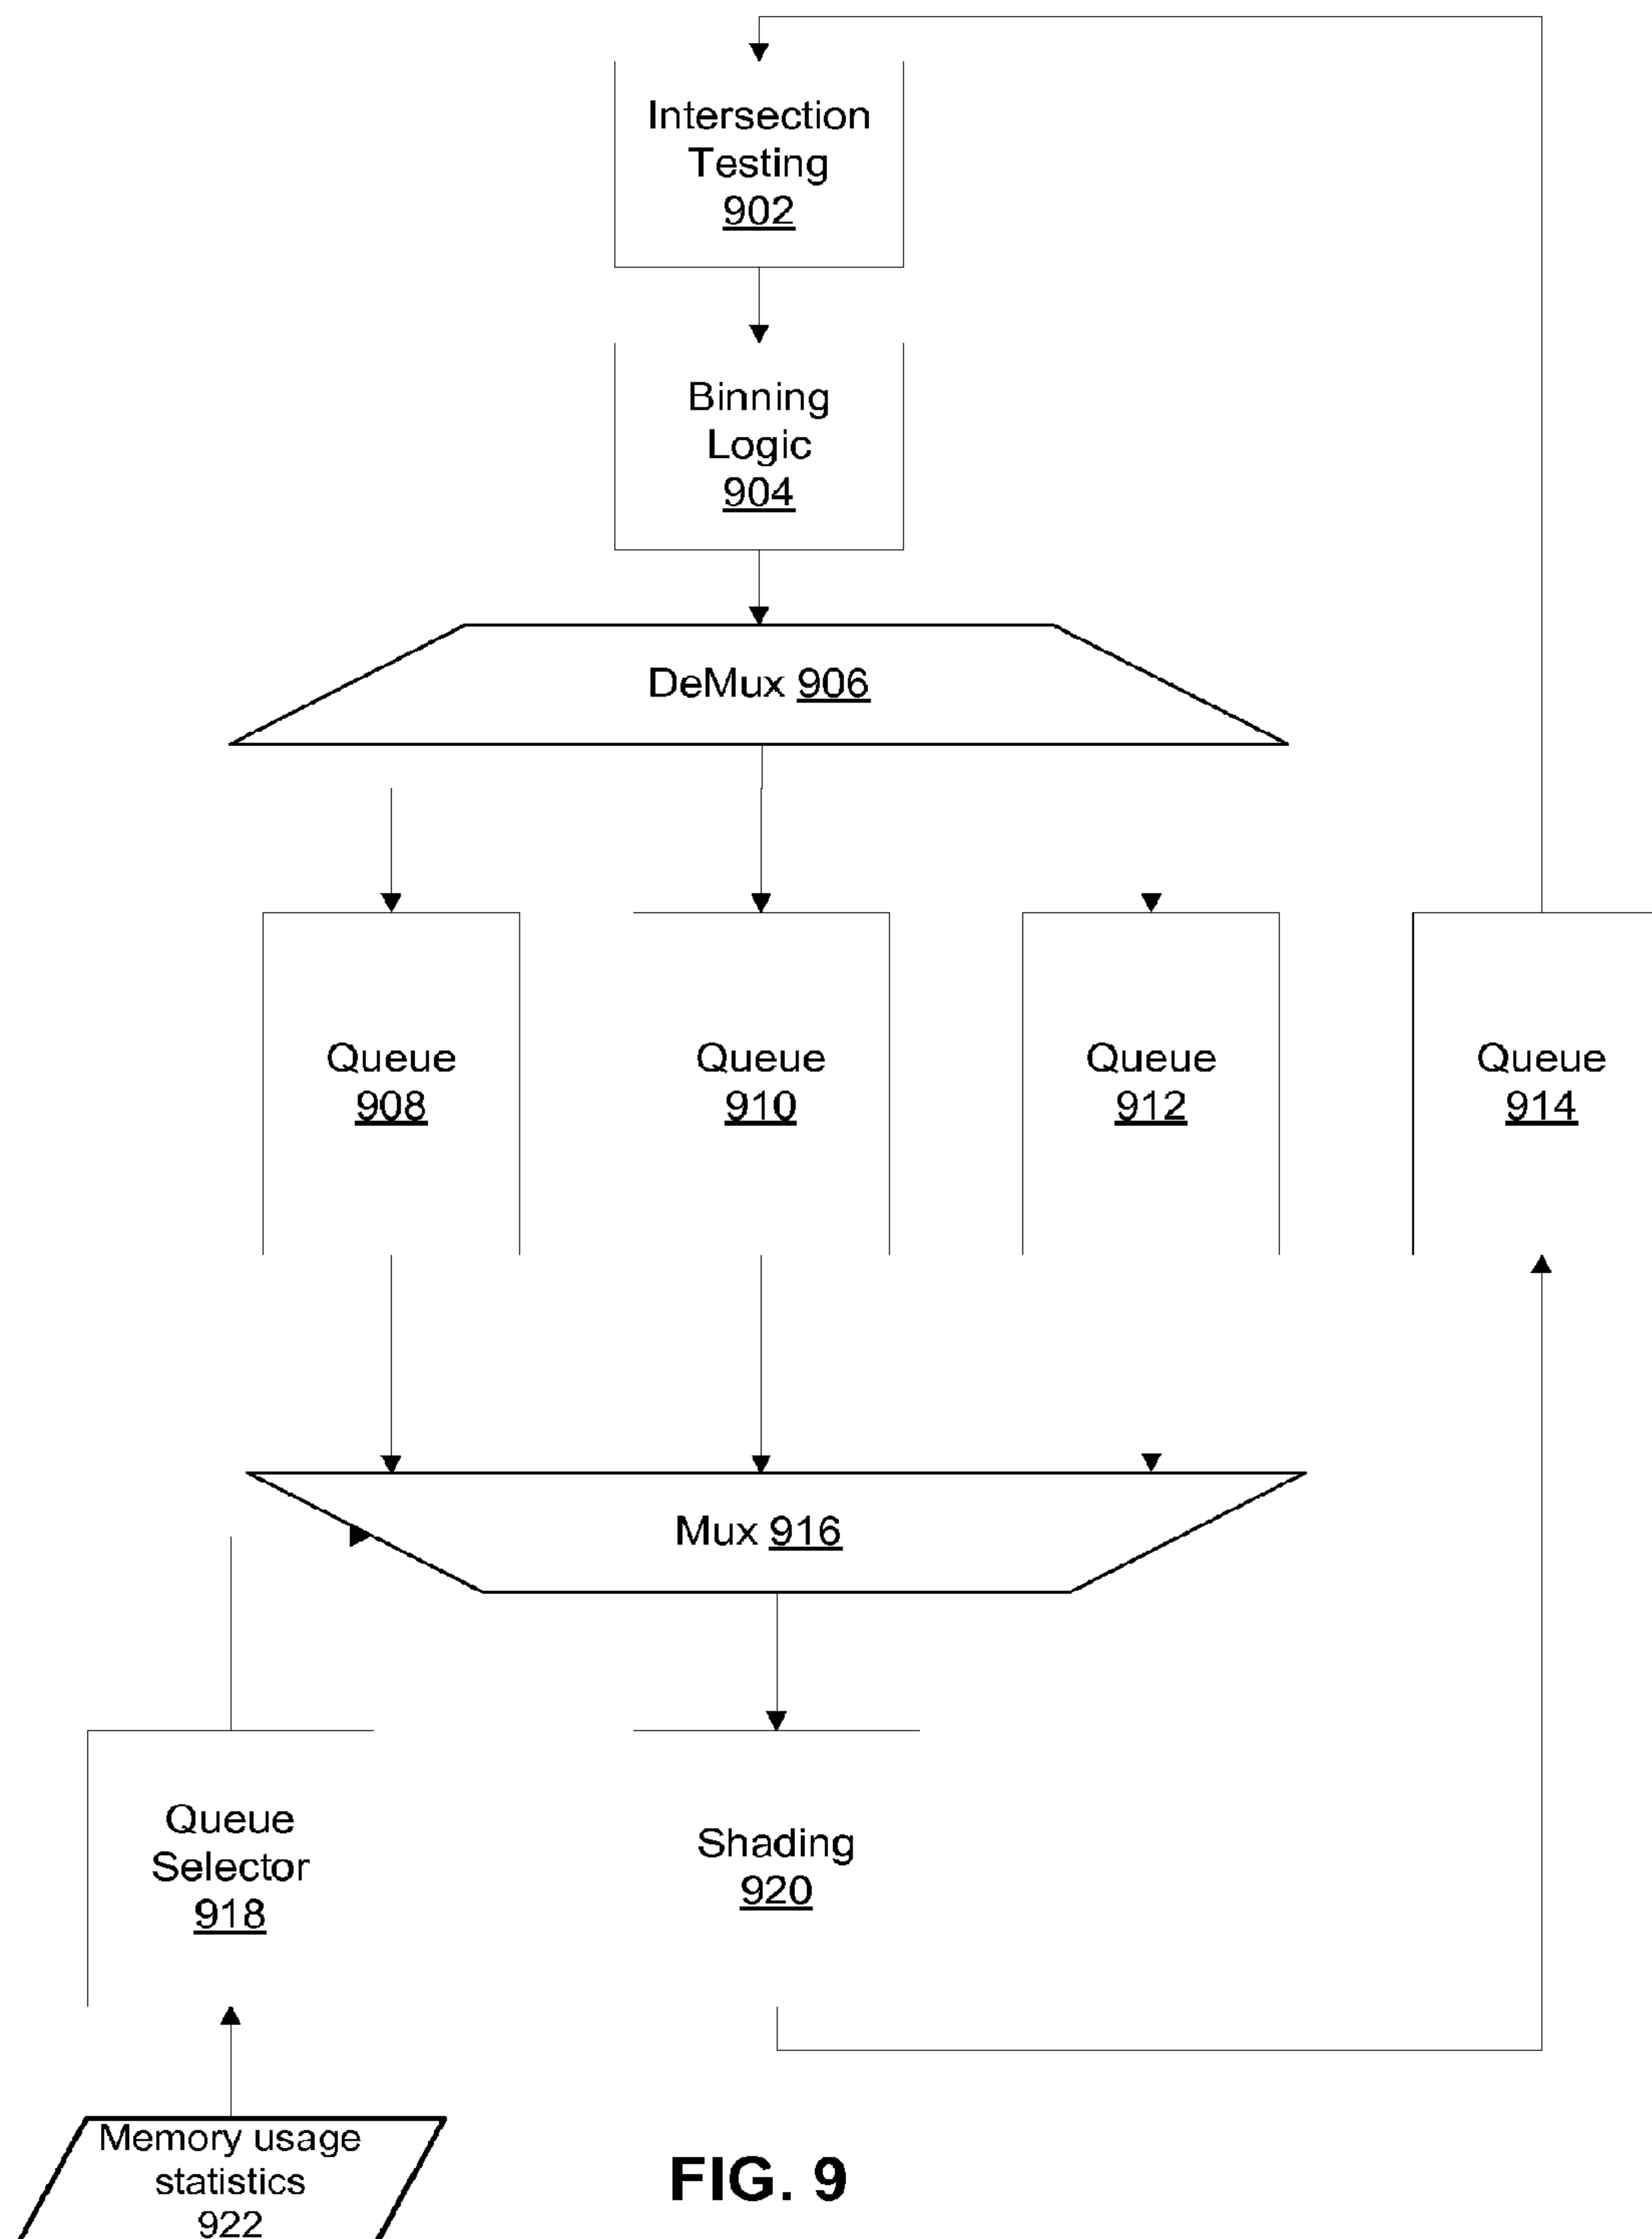 Intersection
Testing
902
Binning
Logic
904
DeMux 906
Queue
908
Queue
910
Queue
912
Queue
914
Mux 916
Queue
Selector
918
Shading
920
Memory usage
statistics
922
FIG. 9